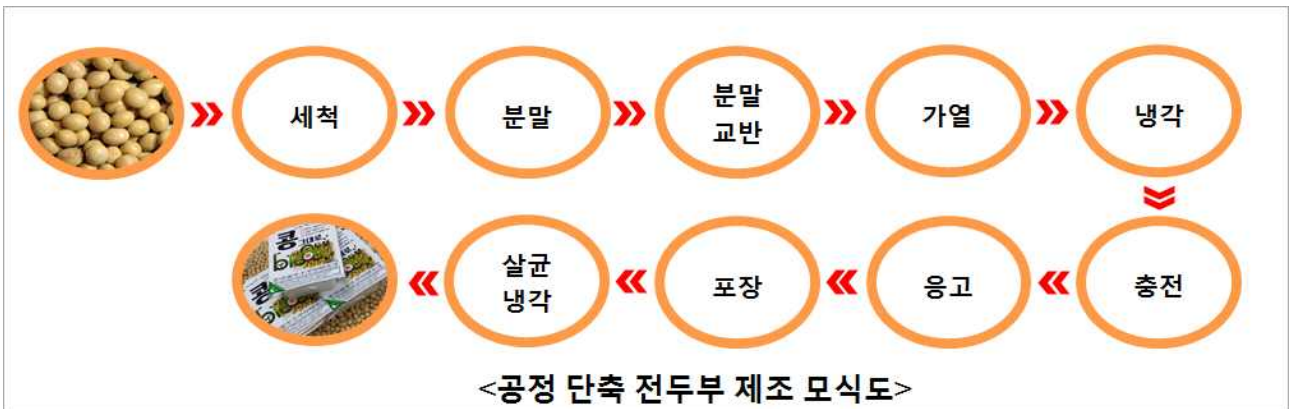 세척
분말
분말
교반
가열
냉각
충전
응고
포장
살균
냉각
콩
<공정 단축 전두부 제조 모식도>